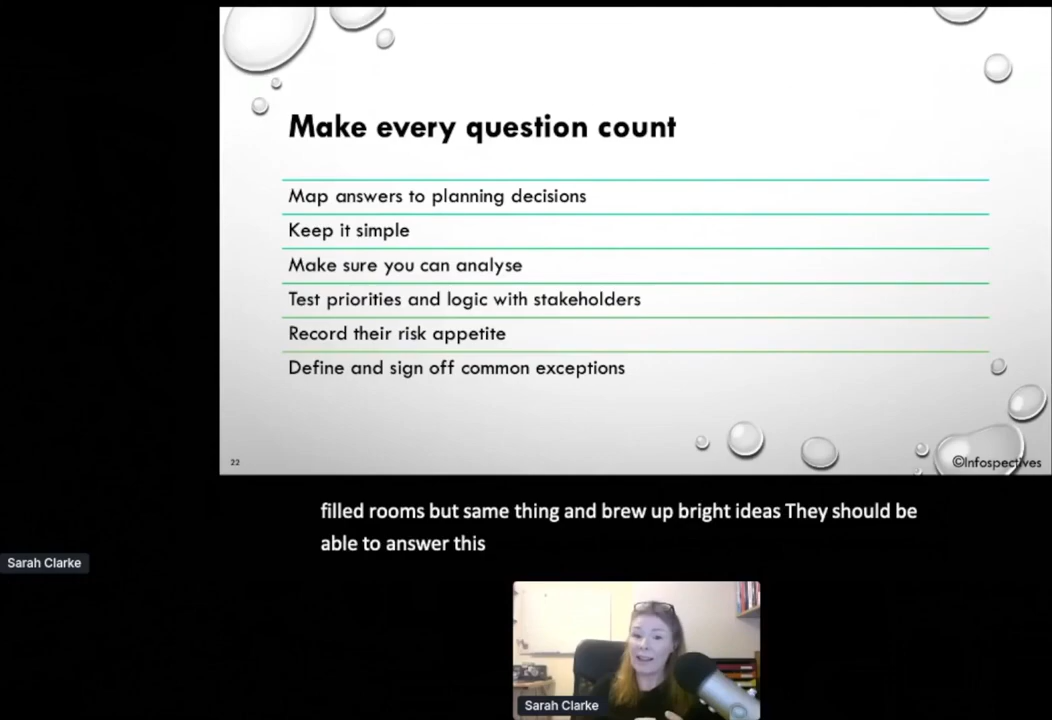 Make every question count
Map answers to planning decisions
Keep it simple
Make sure you can analyse
Test priorities and logic with stakeholders
Record their risk appetite
Define and sign off common exceptions
22
©Infospectives
filled rooms but same thing and brew up bright ideas They should be
able to answer this
Sarah Clarke
Sarah Clarke